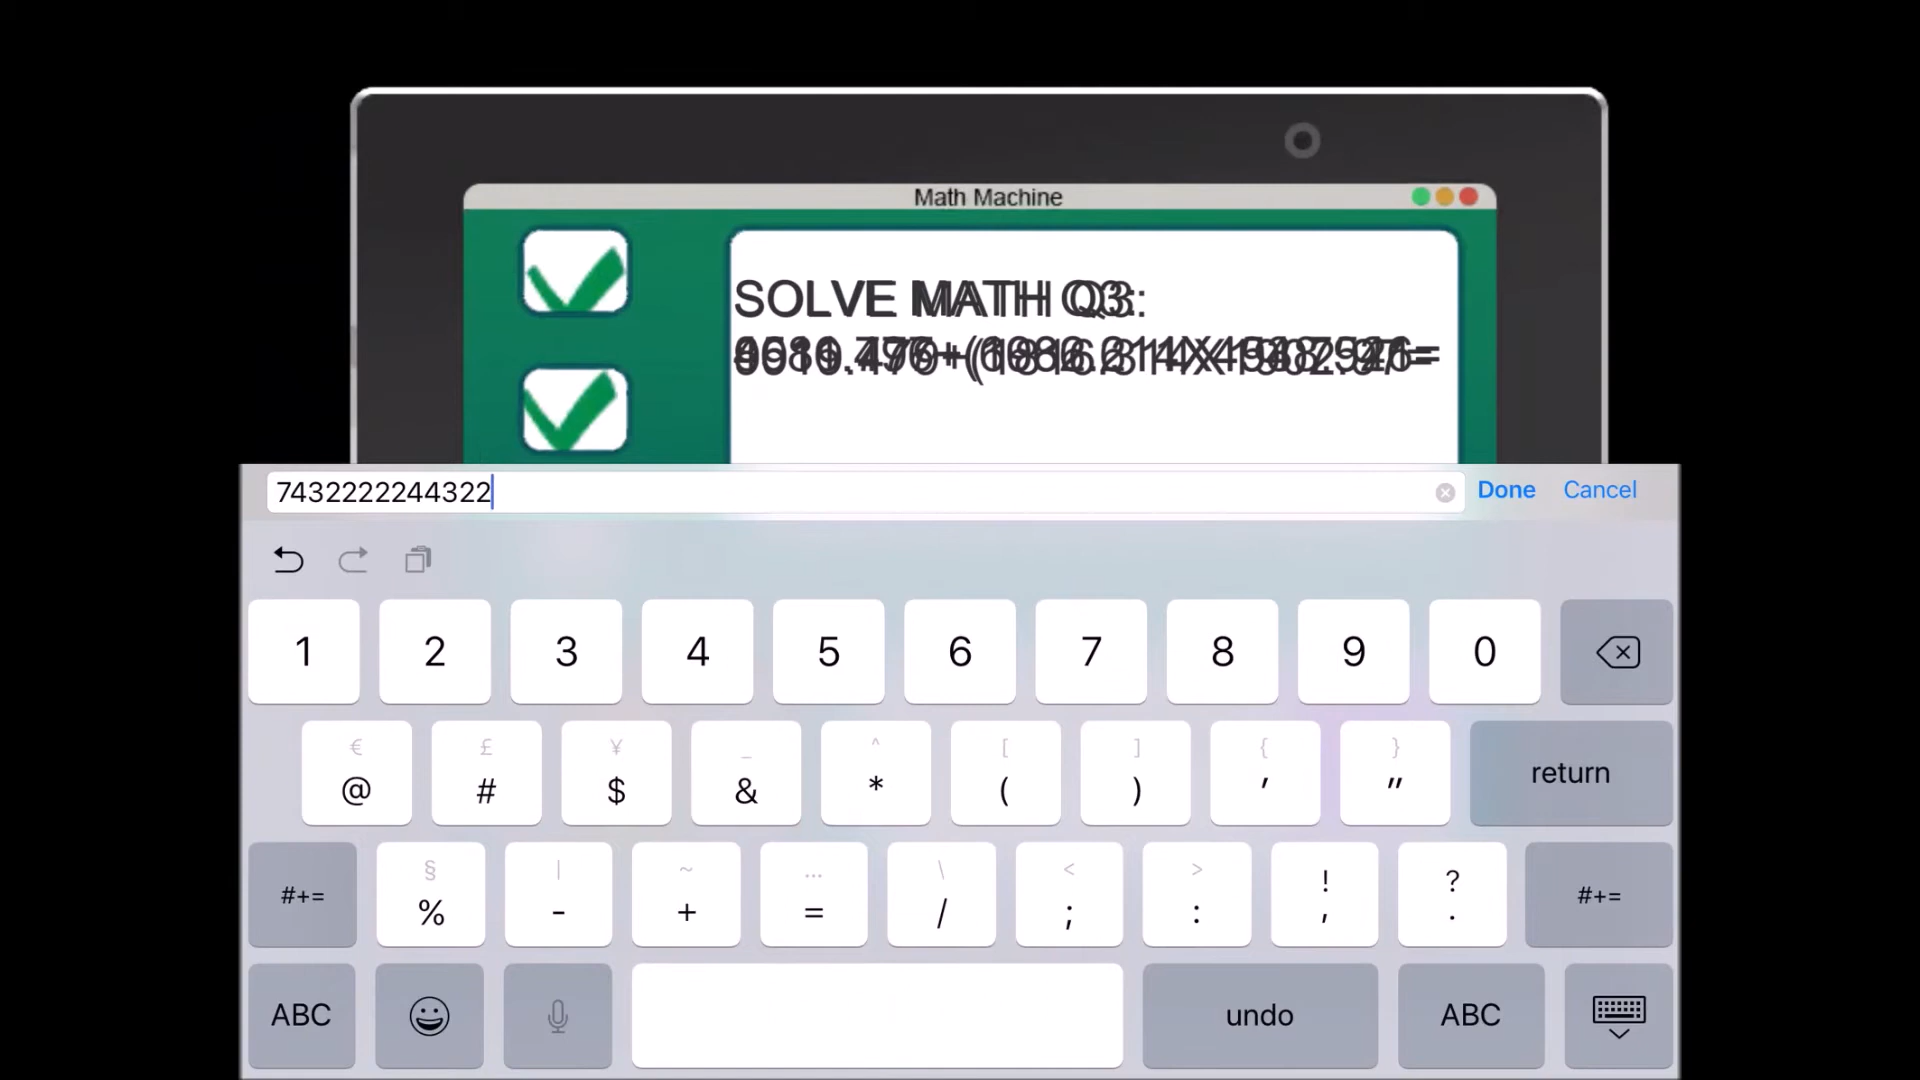 Math Machine
SOLVE MATH Q3:
7432222244322
Done Cancel
1 2 3 4 5 6 7 8 9 0
€ £ ¥ _ ^ [ ] { }
@ # $ & * ( ) ' "
return
§ | ~ … \ < > ! ?
#+= % - + = / ; : , . #+=
ABC undo ABC